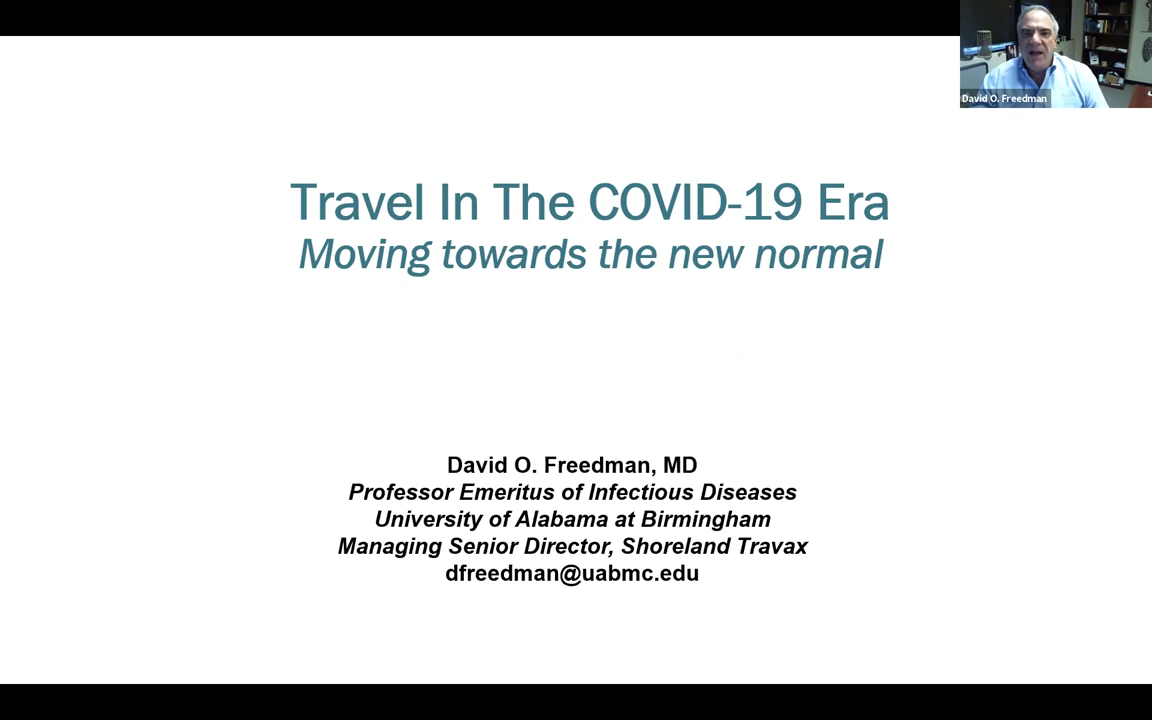 David O. Freedman
Travel In The COVID-19 Era
Moving towards the new normal
David O. Freedman, MD
Professor Emeritus of Infectious Diseases
University of Alabama at Birmingham
Managing Senior Director, Shoreland Travax
dfreedman@uabmc.edu